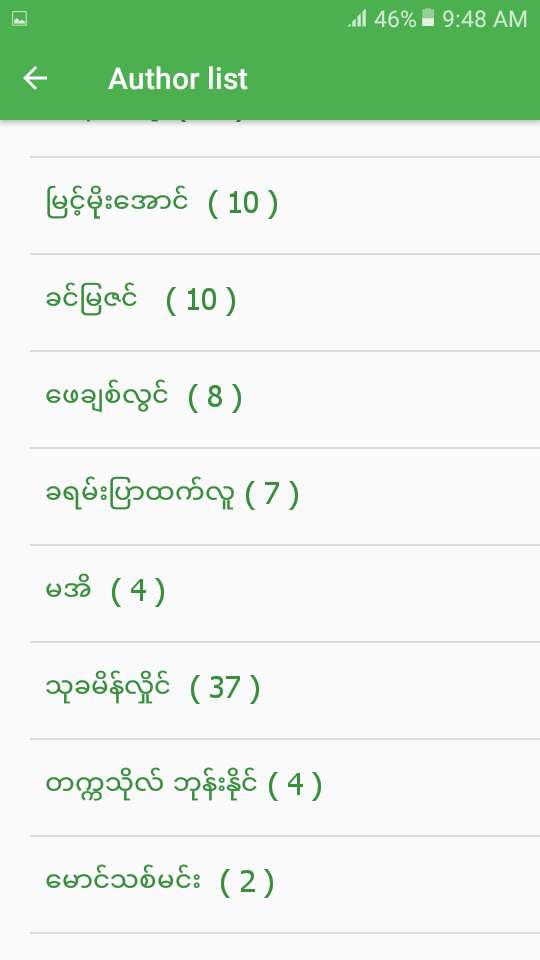 46% 9:48 AM
Author list
မြင့်မိုးအောင် ( 10 )
ခင်မြဇင် ( 10 )
ဖေချစ်လွင် ( 8 )
ခရမ်းပြာထက်လူ ( 7 )
မအိ ( 4 )
သုခမိန်လှိုင် ( 37 )
တက္ကသိုလ် ဘုန်းနိုင် ( 4 )
မောင်သစ်မင်း ( 2 )